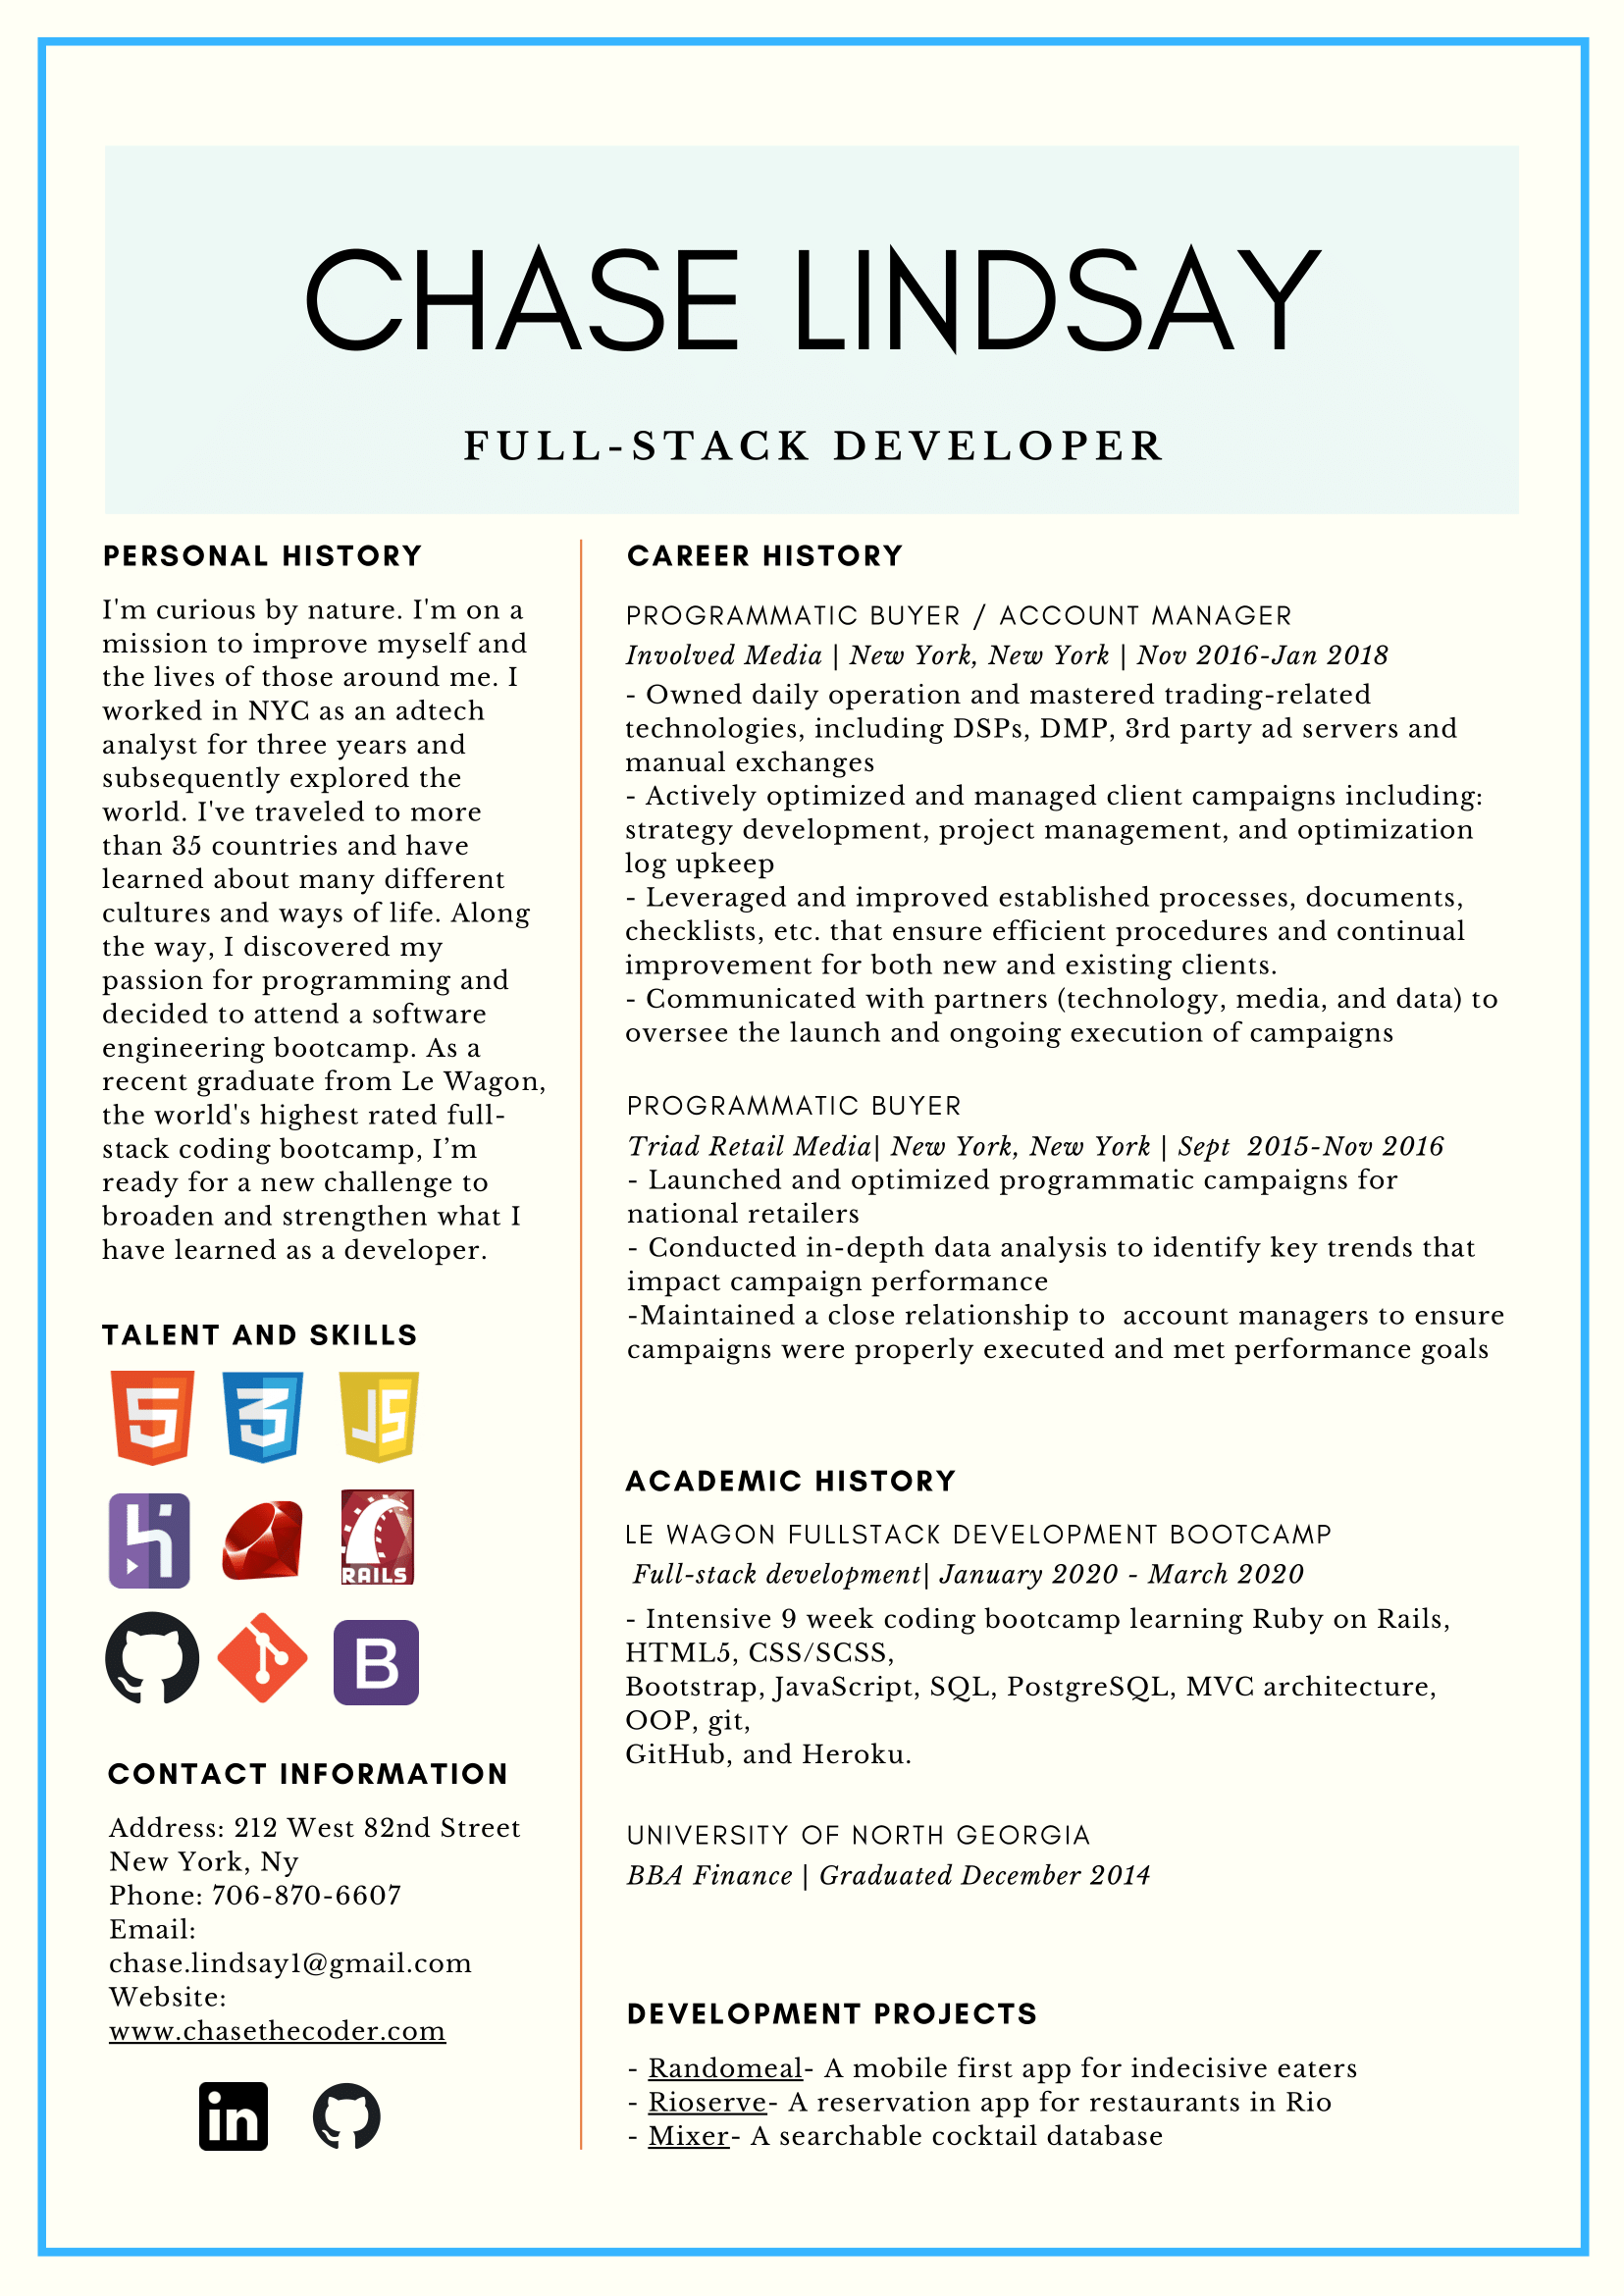 CHASE LINDSAY
FULL-STACK DEVELOPER
PERSONAL HISTORY
I'm curious by nature. I'm on a
mission to improve myself and
the lives of those around me. I
worked in NYC as an adtech
analyst for three years and
subsequently explored the
world. I've traveled to more
than 35 countries and have
learned about many different
cultures and ways of life. Along
the way, I discovered my
passion for programming and
decided to attend a software
engineering bootcamp. As a
recent graduate from Le Wagon,
the world's highest rated full-
stack coding bootcamp, I’m
ready for a new challenge to
broaden and strengthen what I
have learned as a developer.
TALENT AND SKILLS
5
3
JS
RAILS
B
CONTACT INFORMATION
Address: 212 West 82nd Street
New York, Ny
Phone: 706-870-6607
Email:
chase.lindsay1@gmail.com
Website:
www.chasethecoder.com
in
CAREER HISTORY
PROGRAMMATIC BUYER / ACCOUNT MANAGER
Involved Media | New York, New York | Nov 2016-Jan 2018
- Owned daily operation and mastered trading-related
technologies, including DSPs, DMP, 3rd party ad servers and
manual exchanges
- Actively optimized and managed client campaigns including:
strategy development, project management, and optimization
log upkeep
- Leveraged and improved established processes, documents,
checklists, etc. that ensure efficient procedures and continual
improvement for both new and existing clients.
- Communicated with partners (technology, media, and data) to
oversee the launch and ongoing execution of campaigns
PROGRAMMATIC BUYER
Triad Retail Media| New York, New York | Sept  2015-Nov 2016
- Launched and optimized programmatic campaigns for
national retailers
- Conducted in-depth data analysis to identify key trends that
impact campaign performance
-Maintained a close relationship to  account managers to ensure
campaigns were properly executed and met performance goals
ACADEMIC HISTORY
LE WAGON FULLSTACK DEVELOPMENT BOOTCAMP
Full-stack development| January 2020 - March 2020
- Intensive 9 week coding bootcamp learning Ruby on Rails,
HTML5, CSS/SCSS,
Bootstrap, JavaScript, SQL, PostgreSQL, MVC architecture,
OOP, git,
GitHub, and Heroku.
UNIVERSITY OF NORTH GEORGIA
BBA Finance | Graduated December 2014
DEVELOPMENT PROJECTS
- Randomeal- A mobile first app for indecisive eaters
- Rioserve- A reservation app for restaurants in Rio
- Mixer- A searchable cocktail database